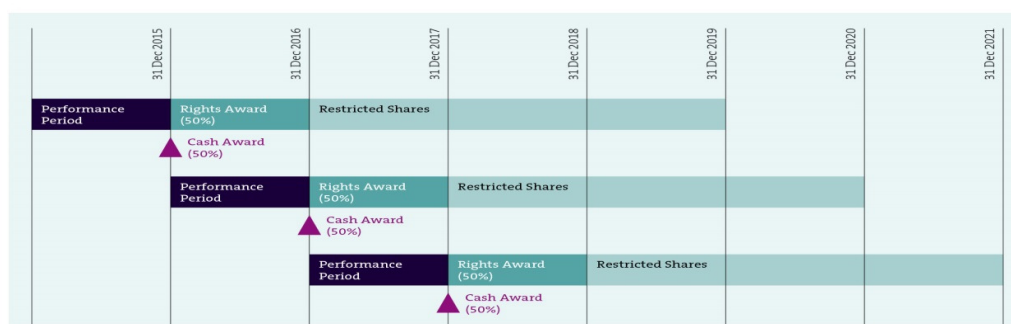 31 Dec 2015
31 Dec 2016
31 Dec 2017
31 Dec 2018
31 Dec 2019
31 Dec 2020
31 Dec 2021
Performance
Period
Rights Award
(50%)
Restricted Shares
Cash Award
(50%)
Performance
Period
Rights Award
(50%)
Restricted Shares
Cash Award
(50%)
Performance
Period
Rights Award
(50%)
Restricted Shares
Cash Award
(50%)